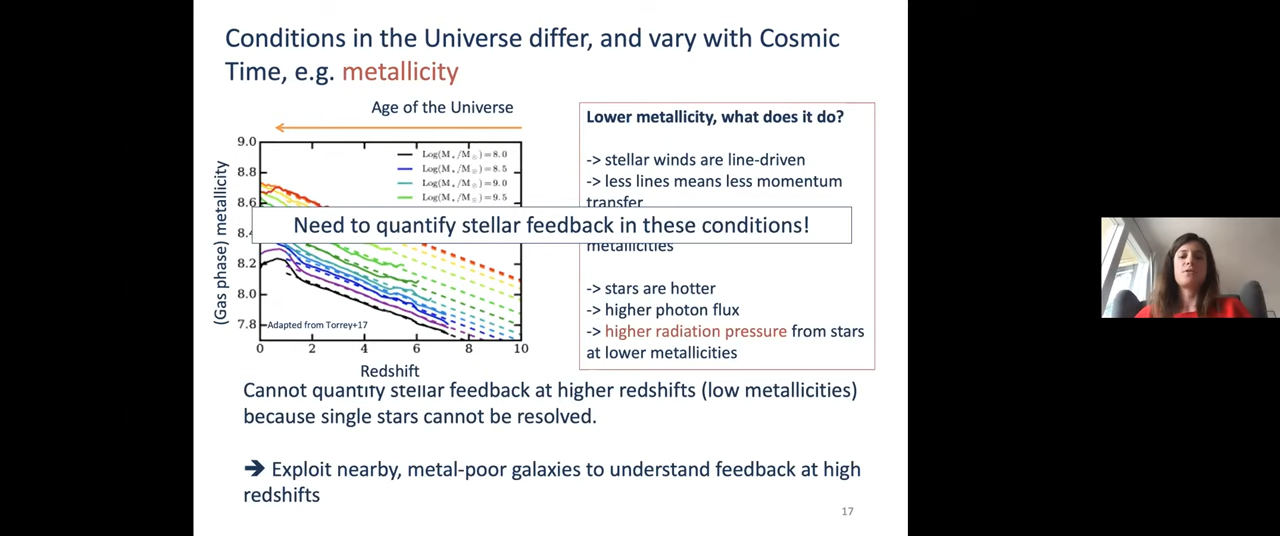 Conditions in the Universe differ, and vary with Cosmic
Time, e.g. metallicity
Age of the Universe
9.0
8.8
8.6
8.4
8.2
8.0
7.8
(Gas phase) metallicity
Log(M⋆/M⊙)=8.0
Log(M⋆/M⊙)=8.5
Log(M⋆/M⊙)=9.0
Log(M⋆/M⊙)=9.5
Adapted from Torrey+17
0 2 4 6 8 10
Redshift
Lower metallicity, what does it do?
-> stellar winds are line-driven
-> less lines means less momentum
transfer
Need to quantify stellar feedback in these conditions!
metallicities
-> stars are hotter
-> higher photon flux
-> higher radiation pressure from stars
at lower metallicities
Cannot quantify stellar feedback at higher redshifts (low metallicities)
because single stars cannot be resolved.
➔ Exploit nearby, metal-poor galaxies to understand feedback at high
redshifts
17